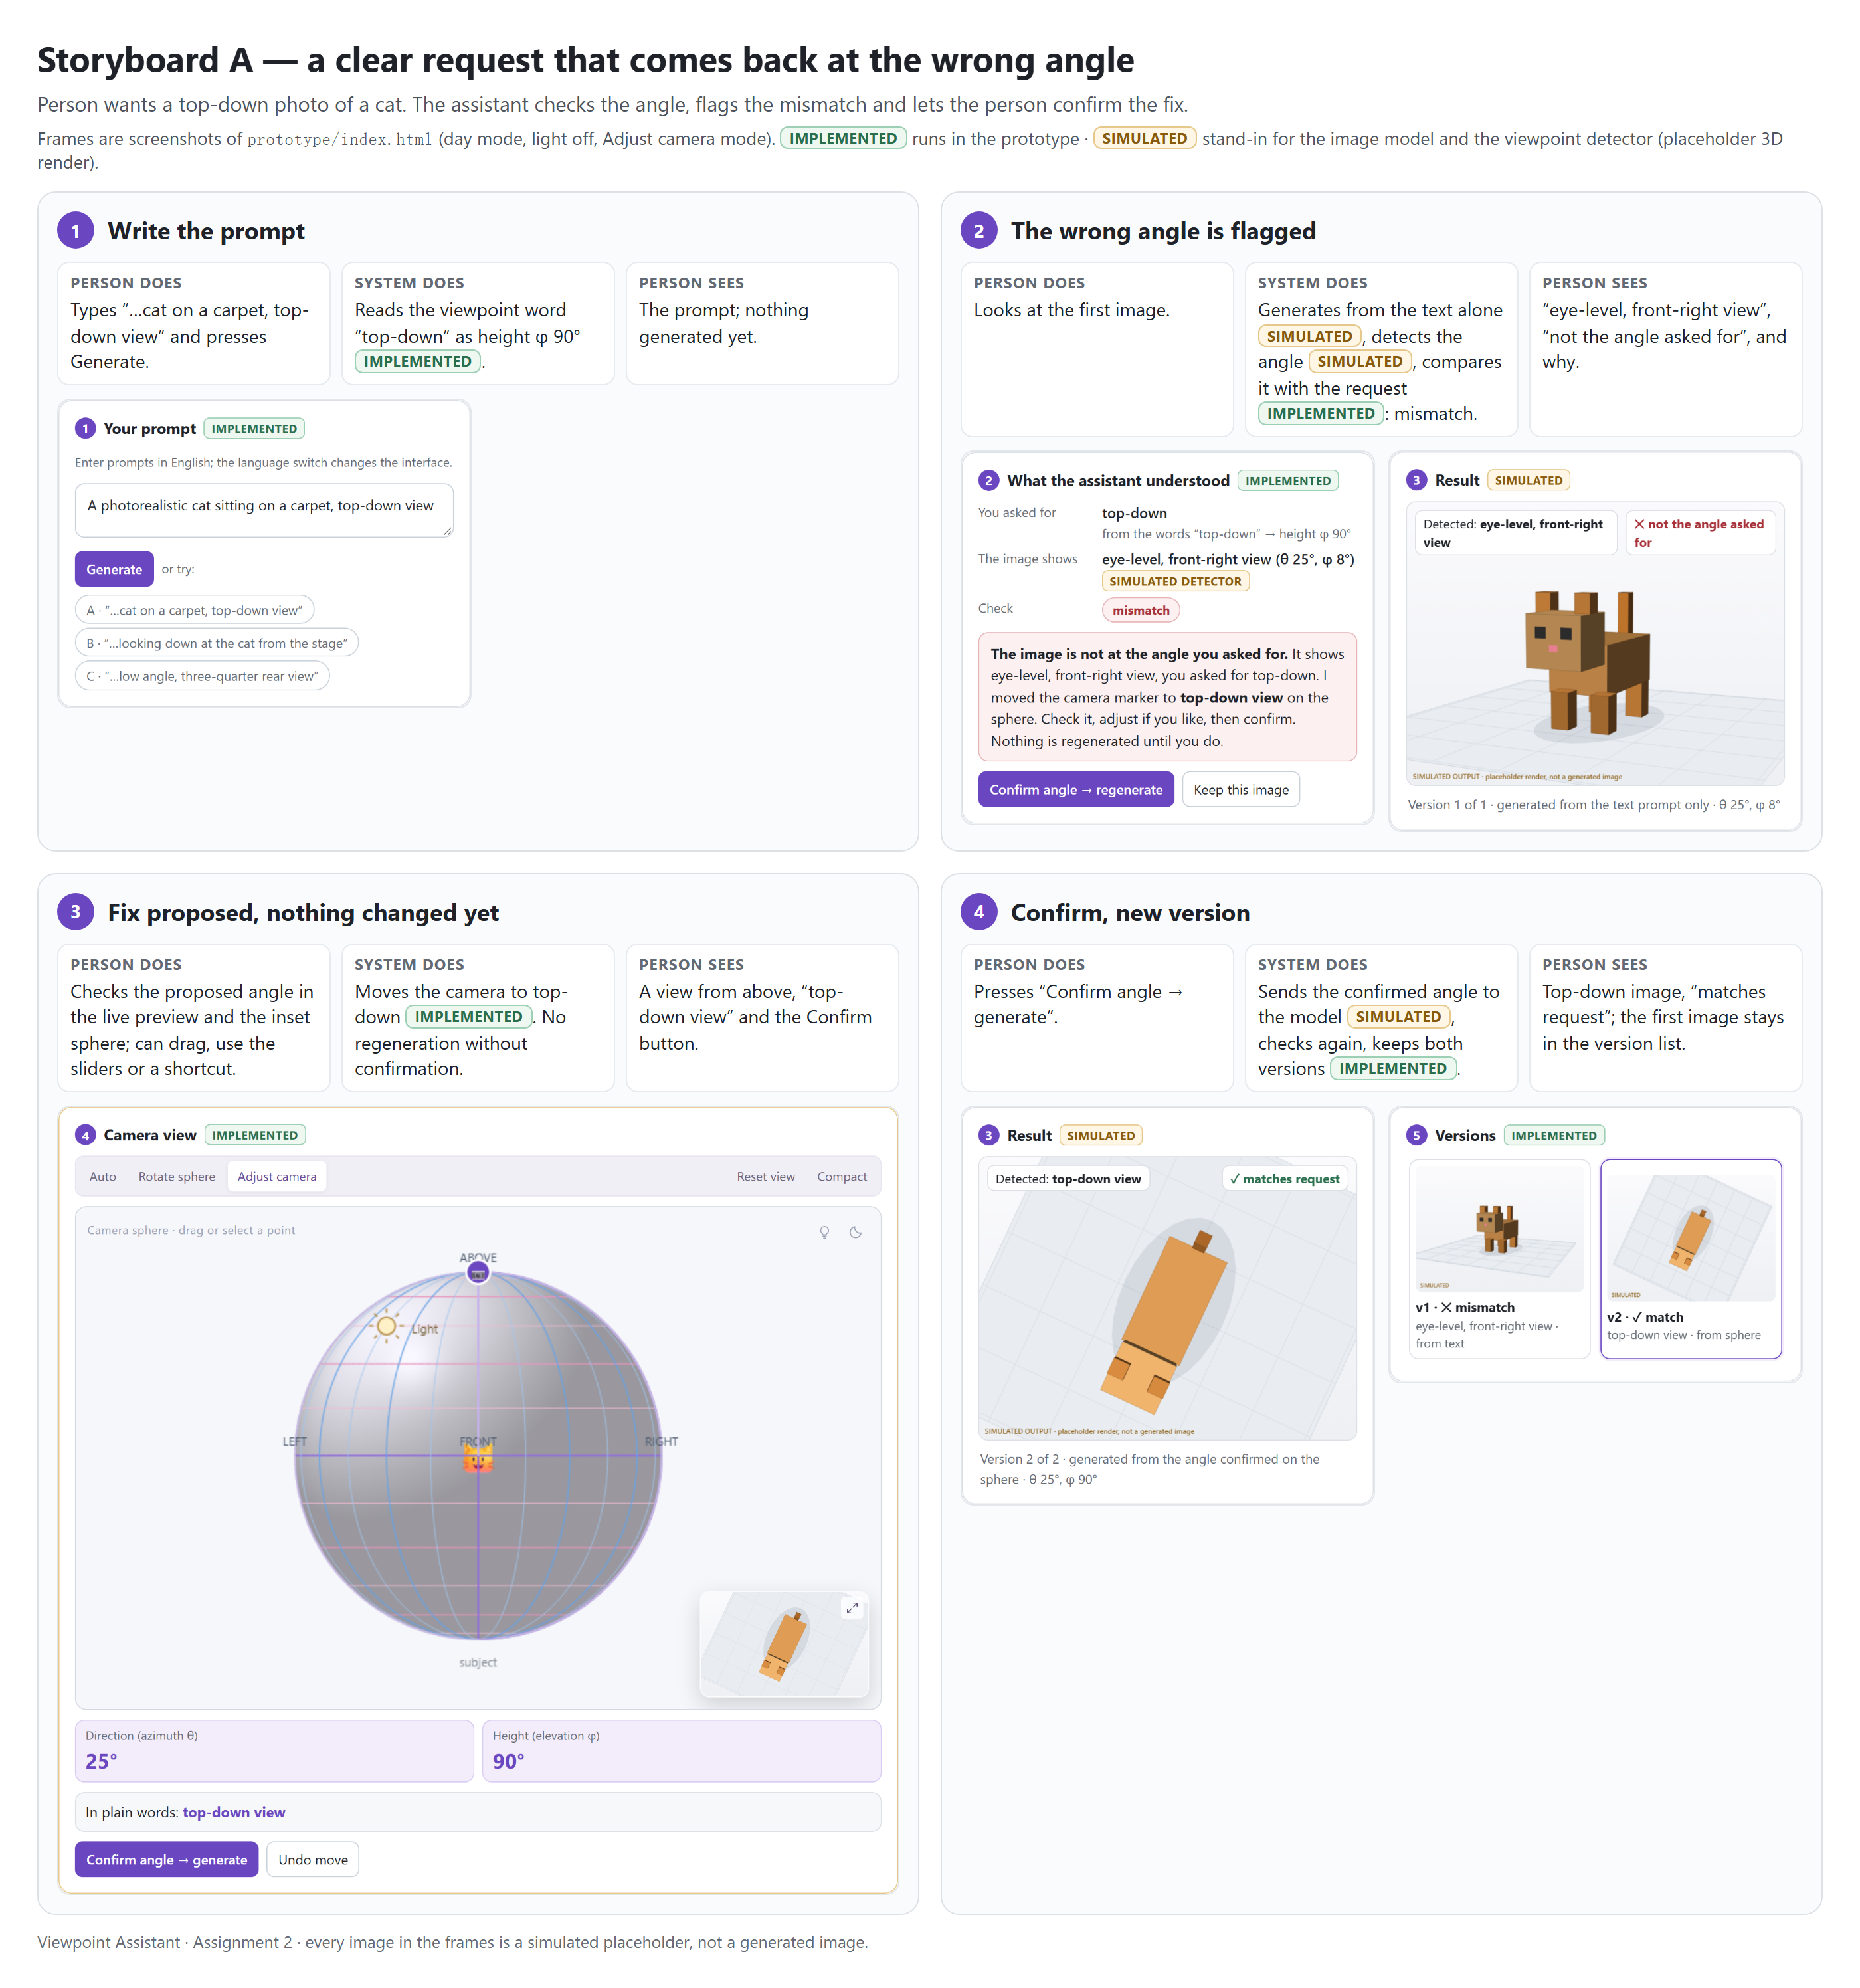 Storyboard A — a clear request that comes back at the wrong angle
Person wants a top-down photo of a cat. The assistant checks the angle, flags the mismatch and lets the person confirm the fix.
Frames are screenshots of prototype/index.html (day mode, light off, Adjust camera mode). IMPLEMENTED runs in the prototype · SIMULATED stand-in for the image model and the viewpoint detector (placeholder 3D
render).
1 Write the prompt
PERSON DOES
Types “…cat on a carpet, top-
down view” and presses
Generate.
SYSTEM DOES
Reads the viewpoint word
“top-down” as height φ 90°
IMPLEMENTED.
PERSON SEES
The prompt; nothing
generated yet.
1 Your prompt IMPLEMENTED
Enter prompts in English; the language switch changes the interface.
A photorealistic cat sitting on a carpet, top-down view
Generate or try:
A · “…cat on a carpet, top-down view”
B · “…looking down at the cat from the stage”
C · “…low angle, three-quarter rear view”
2 The wrong angle is flagged
PERSON DOES
Looks at the first image.
SYSTEM DOES
Generates from the text alone
SIMULATED, detects the
angle SIMULATED, compares
it with the request
IMPLEMENTED: mismatch.
PERSON SEES
“eye-level, front-right view”,
“not the angle asked for”, and
why.
2 What the assistant understood IMPLEMENTED
You asked for top-down
from the words “top-down” → height φ 90°
The image shows eye-level, front-right view (θ 25°, φ 8°)
SIMULATED DETECTOR
Check mismatch
The image is not at the angle you asked for. It shows
eye-level, front-right view, you asked for top-down. I
moved the camera marker to top-down view on the
sphere. Check it, adjust if you like, then confirm.
Nothing is regenerated until you do.
Confirm angle → regenerate Keep this image
3 Result SIMULATED
Detected: eye-level, front-right
view
✕ not the angle asked
for
SIMULATED OUTPUT · placeholder render, not a generated image
Version 1 of 1 · generated from the text prompt only · θ 25°, φ 8°
3 Fix proposed, nothing changed yet
PERSON DOES
Checks the proposed angle in
the live preview and the inset
sphere; can drag, use the
sliders or a shortcut.
SYSTEM DOES
Moves the camera to top-
down IMPLEMENTED. No
regeneration without
confirmation.
PERSON SEES
A view from above, “top-
down view” and the Confirm
button.
4 Camera view IMPLEMENTED
Auto Rotate sphere Adjust camera Reset view Compact
Camera sphere · drag or select a point
ABOVE
Light
LEFT FRONT RIGHT
subject
Direction (azimuth θ)
25°
Height (elevation φ)
90°
In plain words: top-down view
Confirm angle → generate Undo move
4 Confirm, new version
PERSON DOES
Presses “Confirm angle →
generate”.
SYSTEM DOES
Sends the confirmed angle to
the model SIMULATED,
checks again, keeps both
versions IMPLEMENTED.
PERSON SEES
Top-down image, “matches
request”; the first image stays
in the version list.
3 Result SIMULATED
Detected: top-down view ✓ matches request
SIMULATED OUTPUT · placeholder render, not a generated image
Version 2 of 2 · generated from the angle confirmed on the
sphere · θ 25°, φ 90°
5 Versions IMPLEMENTED
SIMULATED
v1 · ✕ mismatch
eye-level, front-right view ·
from text
SIMULATED
v2 · ✓ match
top-down view · from sphere
Viewpoint Assistant · Assignment 2 · every image in the frames is a simulated placeholder, not a generated image.